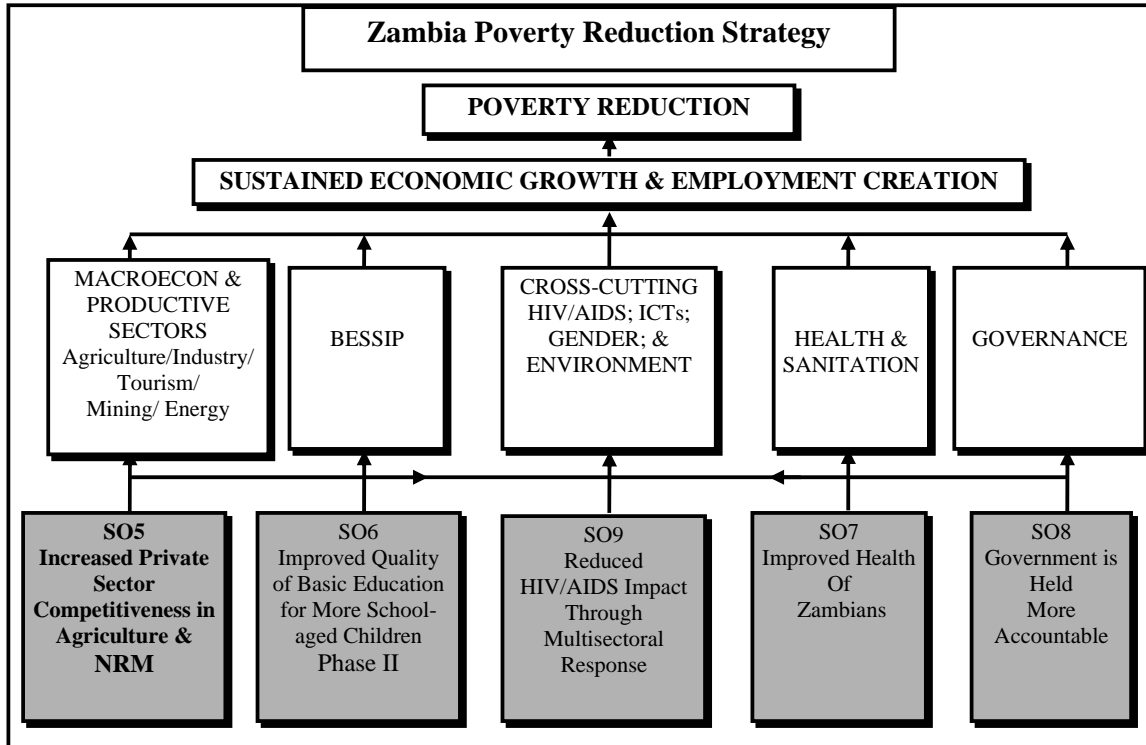 Zambia Poverty Reduction Strategy
POVERTY REDUCTION
SUSTAINED ECONOMIC GROWTH & EMPLOYMENT CREATION
MACROECON &
PRODUCTIVE
SECTORS
Agriculture/Industry/
Tourism/
Mining/ Energy
BESSIP
CROSS-CUTTING
HIV/AIDS; ICTs;
GENDER; &
ENVIRONMENT
HEALTH &
SANITATION
GOVERNANCE
SO5
Increased Private
Sector
Competitiveness in
Agriculture &
NRM
SO6
Improved Quality
of Basic Education
for More School-
aged Children
Phase II
SO9
Reduced
HIV/AIDS Impact
Through
Multisectoral
Response
SO7
Improved Health
Of
Zambians
SO8
Government is
Held
More
Accountable